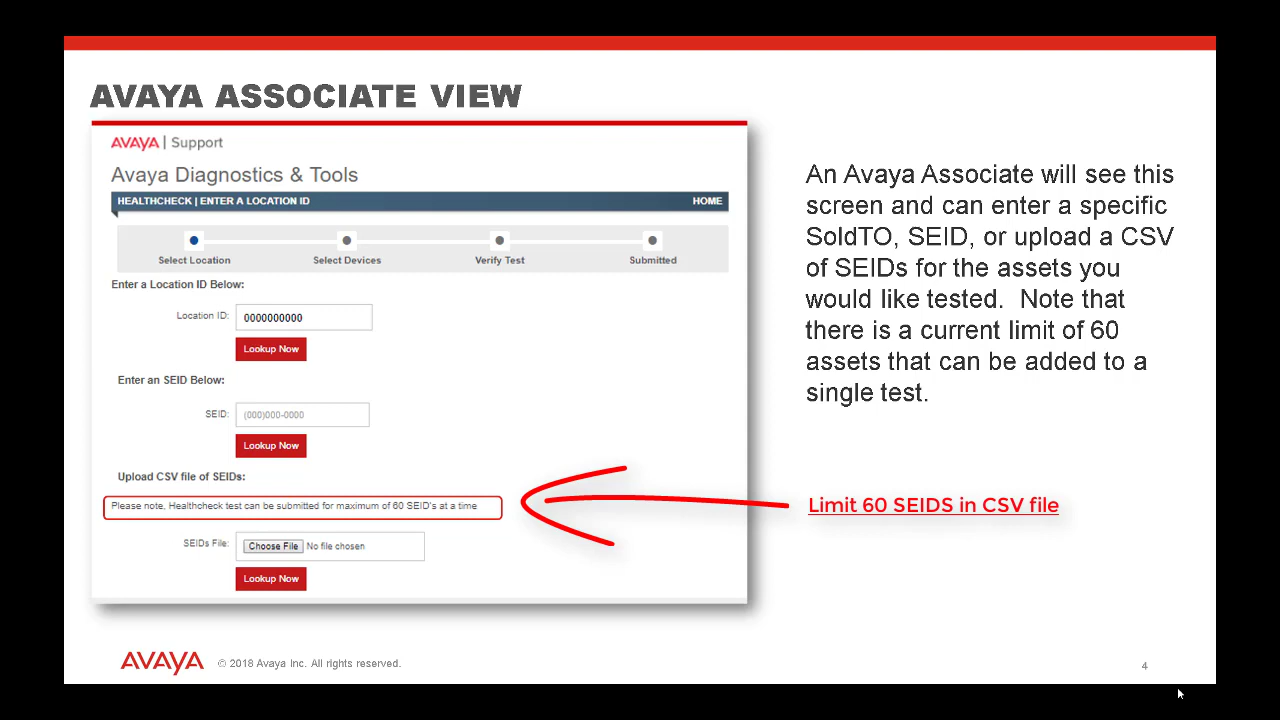 AVAYA ASSOCIATE VIEW
AVAYA | Support
Avaya Diagnostics & Tools
HEALTHCHECK | ENTER A LOCATION ID HOME
Select Location Select Devices Verify Test Submitted
Enter a Location ID Below:
Location ID: 0000000000
Lookup Now
Enter an SEID Below:
SEID: (000)000-0000
Lookup Now
Upload CSV file of SEIDs:
Please note, Healthcheck test can be submitted for maximum of 60 SEID's at a time
SEIDs File: Choose File No file chosen
Lookup Now
An Avaya Associate will see this
screen and can enter a specific
SoldTO, SEID, or upload a CSV
of SEIDs for the assets you
would like tested.  Note that
there is a current limit of 60
assets that can be added to a
single test.
Limit 60 SEIDS in CSV file
AVAYA © 2018 Avaya Inc. All rights reserved. 4